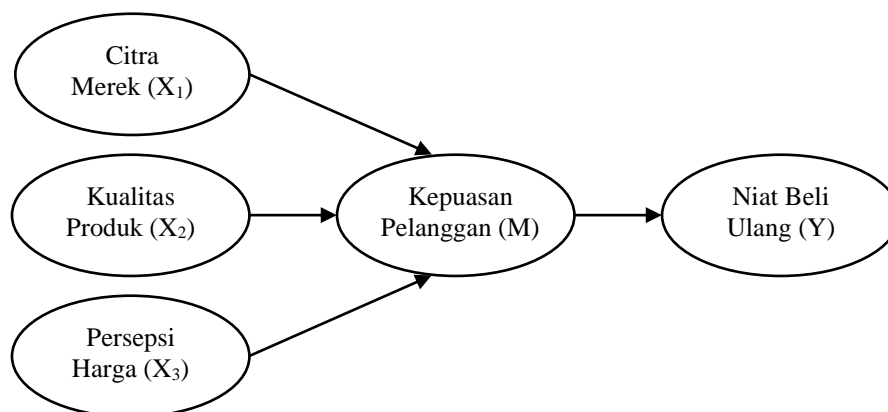 Citra
Merek (X₁)
Kualitas
Produk (X₂)
Persepsi
Harga (X₃)
Kepuasan
Pelanggan (M)
Niat Beli
Ulang (Y)